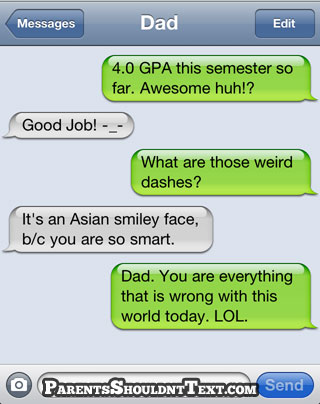 Messages
Dad
Edit
4.0 GPA this semester so
far. Awesome huh!?
Good Job! -_-
What are those weird
dashes?
It's an Asian smiley face,
b/c you are so smart.
Dad. You are everything
that is wrong with this
world today. LOL.
PARENTSSHOULDNTTEXT.COM
Send